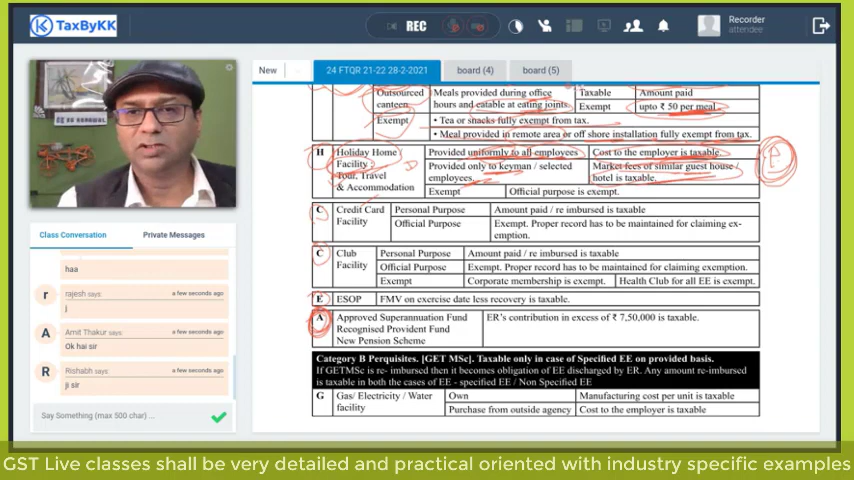 TaxByKK
REC
Recorder
attendee
New
24 FTQR 21-22 28-2-2021
board (4)
board (5)
Outsourced canteen
Meals provided during office hours and eatable at eating joints.
Taxable
Amount paid
Exempt
upto ₹ 50 per meal
Exempt
• Tea or snacks fully exempt from tax.
• Meal provided in remote area or off shore installation fully exempt from tax.
H
Holiday Home Facility ;
Tour, Travel & Accommodation
Provided uniformly to all employees
Cost to the employer is taxable.
Provided only to keyman / selected employees.
Market fees of similar guest house / hotel is taxable.
Exempt
Official purpose is exempt.
C
Credit Card Facility
Personal Purpose
Amount paid / re imbursed is taxable
Official Purpose
Exempt. Proper record has to be maintained for claiming ex-
emption.
C
Club Facility
Personal Purpose
Amount paid / re imbursed is taxable
Official Purpose
Exempt. Proper record has to be maintained for claiming exemption.
Exempt
Corporate membership is exempt.
Health Club for all EE is exempt.
E
ESOP
FMV on exercise date less recovery is taxable.
A
Approved Superannuation Fund
Recognised Provident Fund
New Pension Scheme
ER's contribution in excess of ₹ 7,50,000 is taxable.
Category B Perquisites. [GET MSc]. Taxable only in case of Specified EE on provided basis.
If GETMSc is re- imbursed then it becomes obligation of EE discharged by ER. Any amount re-imbursed
is taxable in both the cases of EE - specified EE / Non Specified EE
G
Gas/ Electricity / Water facility
Own
Manufacturing cost per unit is taxable
Purchase from outside agency
Cost to the employer is taxable
Class Conversation
Private Messages
haa
r
rajesh says:
a few seconds ago
j
A
Amit Thakur says:
a few seconds ago
Ok hai sir
R
Rishabh says:
a few seconds ago
ji sir
Say Something (max 500 char) ...
GST Live classes shall be very detailed and practical oriented with industry specific examples